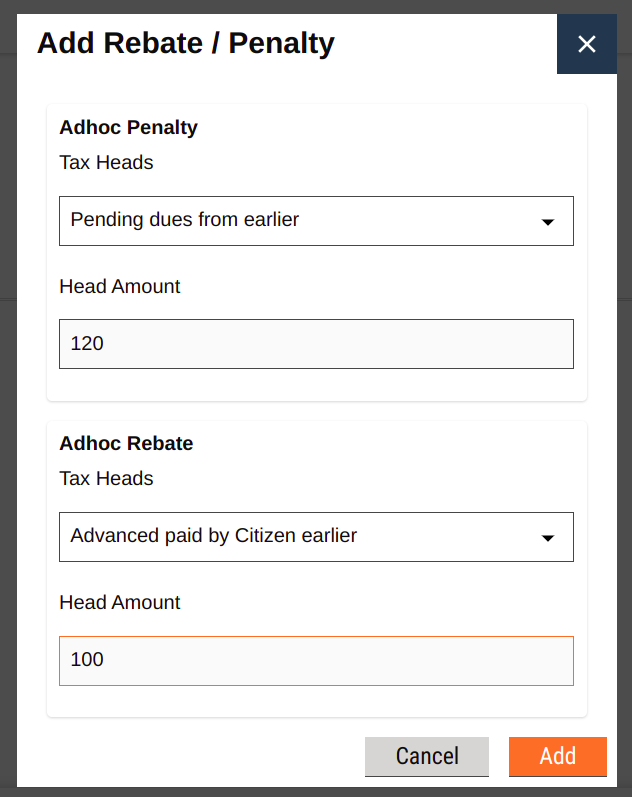 Add Rebate / Penalty
Adhoc Penalty
Tax Heads
Pending dues from earlier
Head Amount
120
Adhoc Rebate
Tax Heads
Advanced paid by Citizen earlier
Head Amount
100
Cancel
Add